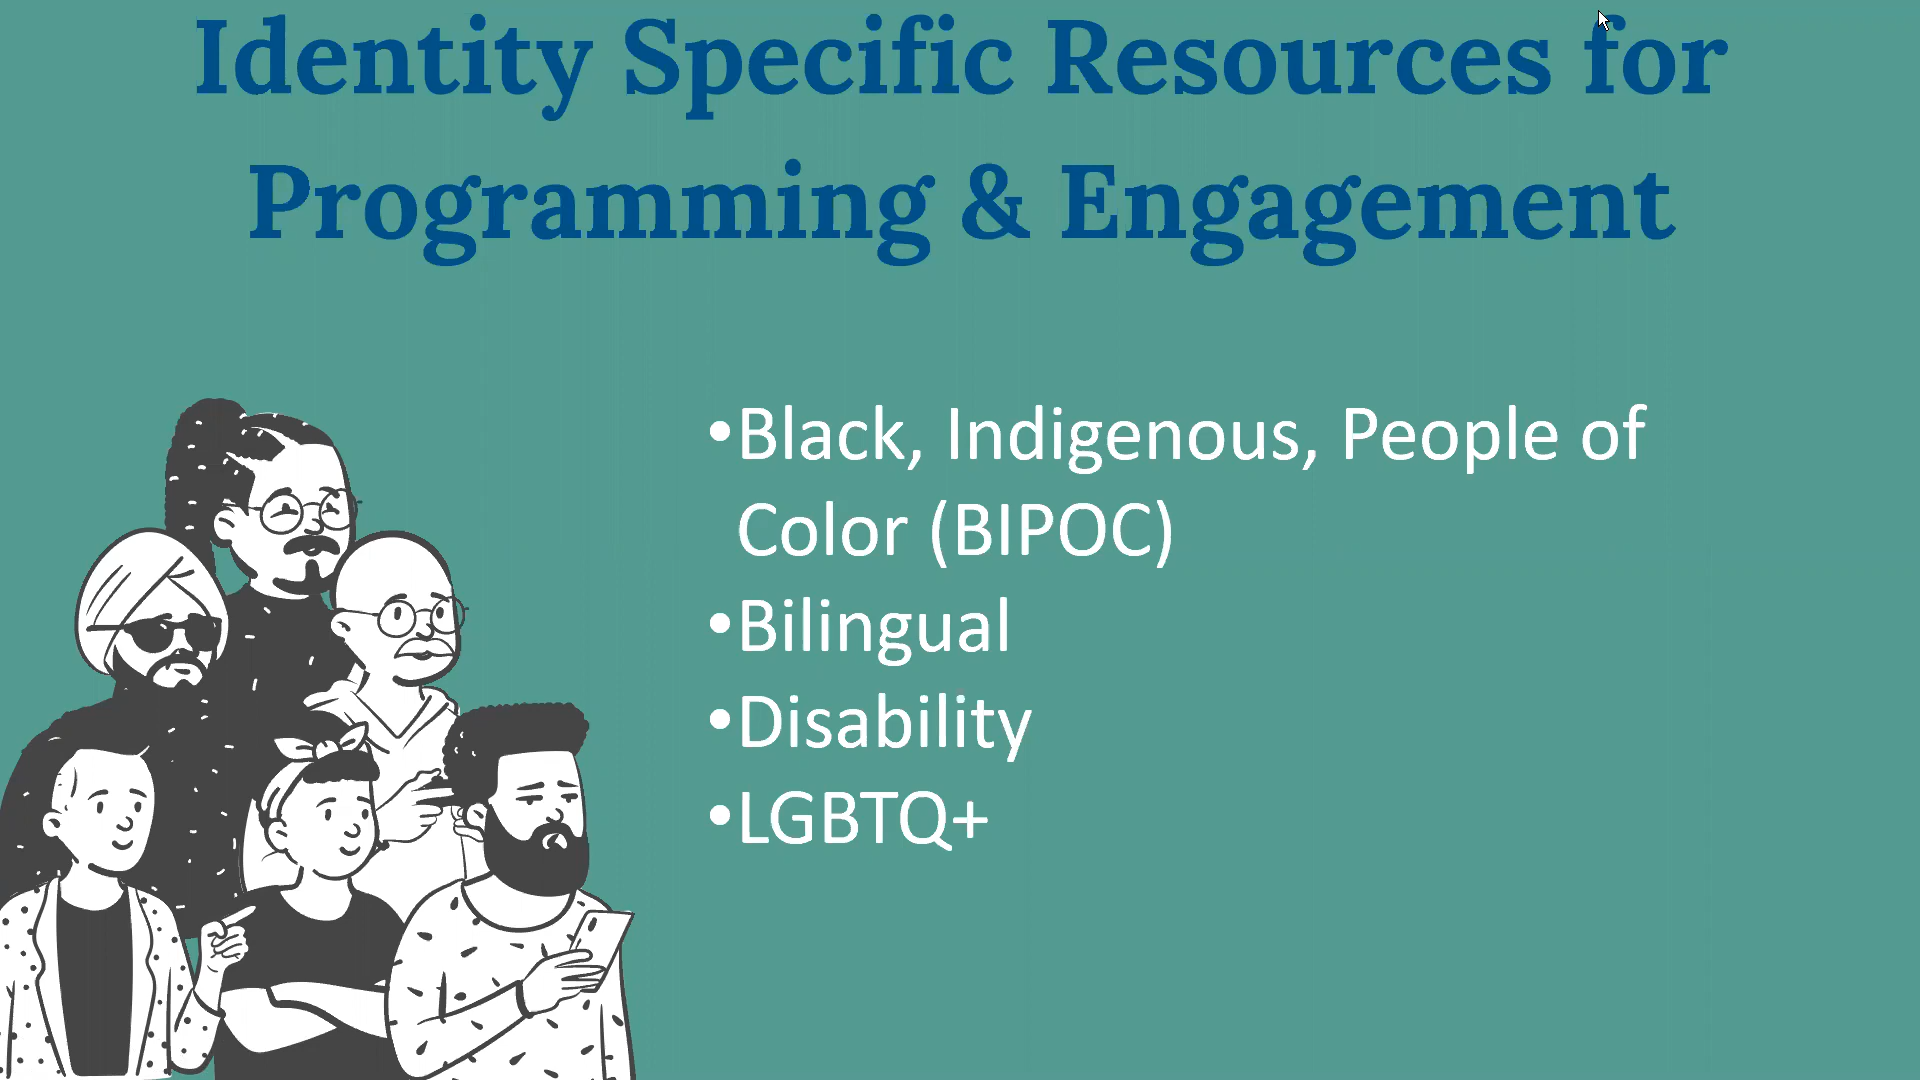 Identity Specific Resources for
Programming & Engagement
•Black, Indigenous, People of
Color (BIPOC)
•Bilingual
•Disability
•LGBTQ+